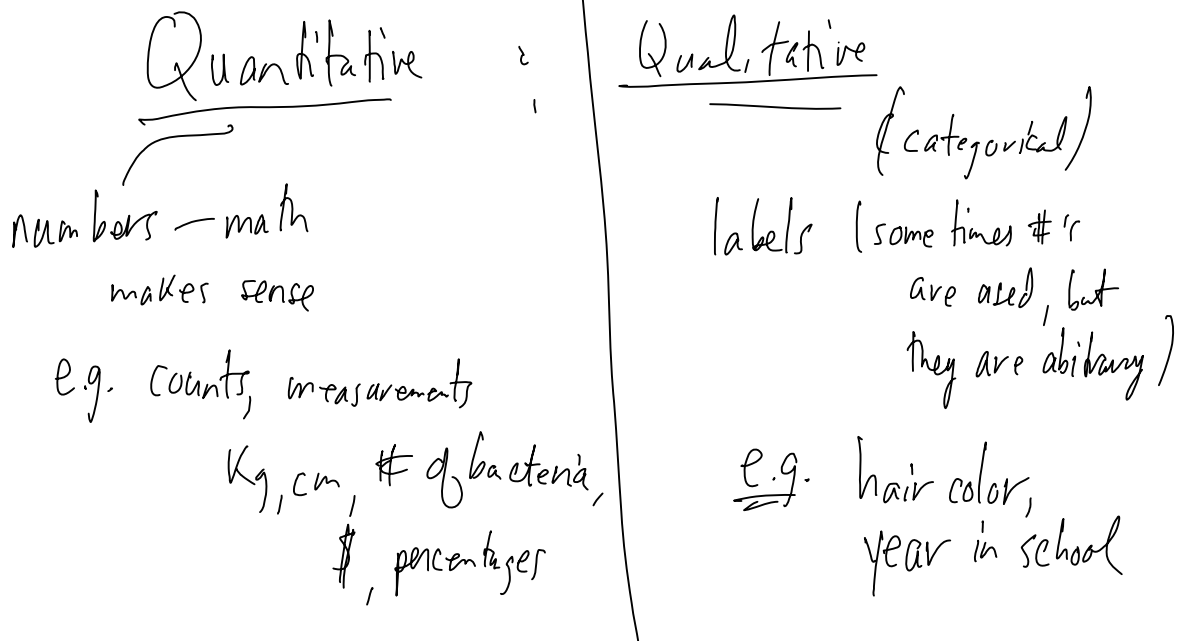 Quantitative
numbers – math
makes sense
e.g. counts, measurements
Kg, cm, # of bacteria,
$, percentages
Qualitative
(categorical)
labels (some times #'s
are used, but
they are abitrary)
e.g. hair color,
year in school